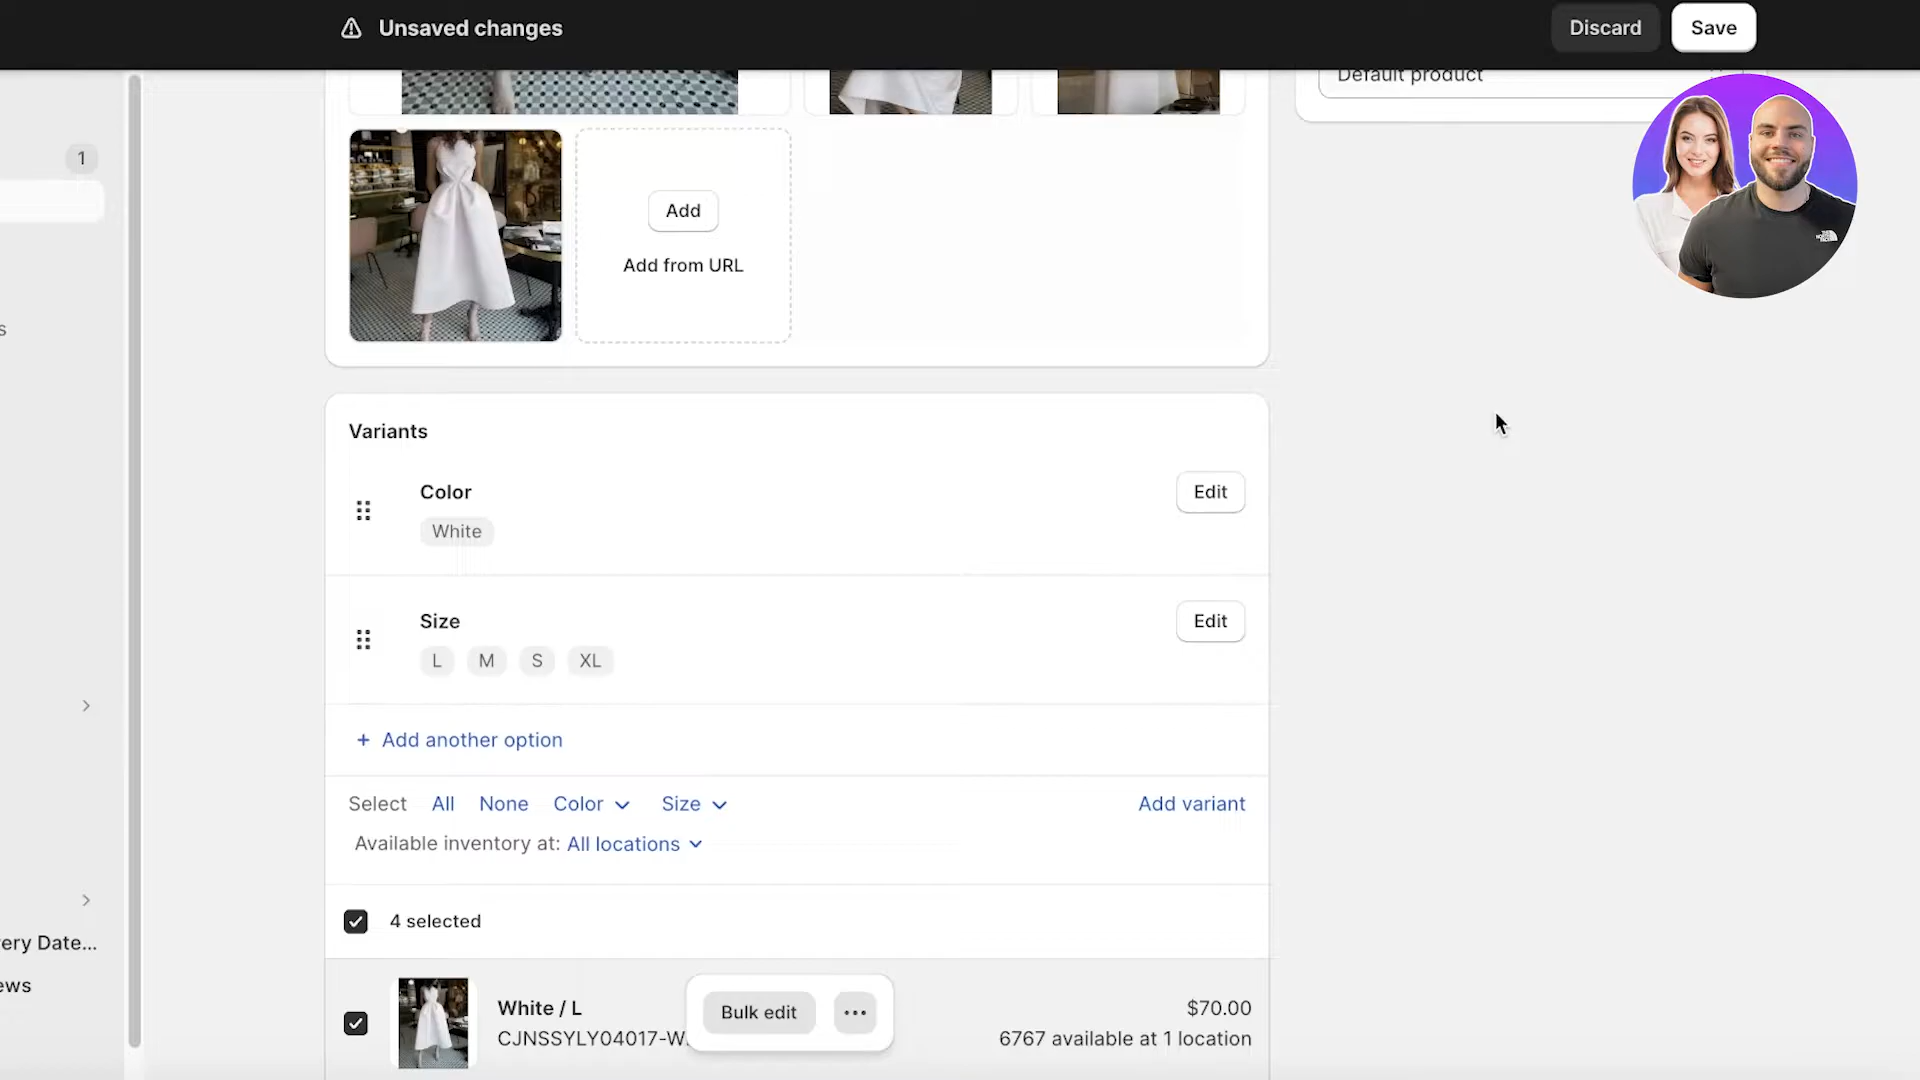 Unsaved changes
Discard
Save
Default product
1
Add
Add from URL
s
Variants
Color
Edit
White
Size
Edit
L M S XL
+ Add another option
Select All None Color Size
Add variant
Available inventory at: All locations
4 selected
ery Date...
ews
White / L
$70.00
Bulk edit
CJNSSYLY04017-W.
6767 available at 1 location